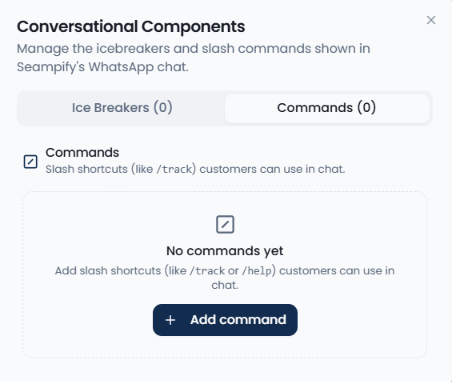 Conversational Components
Manage the icebreakers and slash commands shown in
Seampify's WhatsApp chat.
Ice Breakers (0)
Commands (0)
Commands
Slash shortcuts (like /track) customers can use in chat.
No commands yet
Add slash shortcuts (like /track or /help) customers can use in
chat.
+ Add command